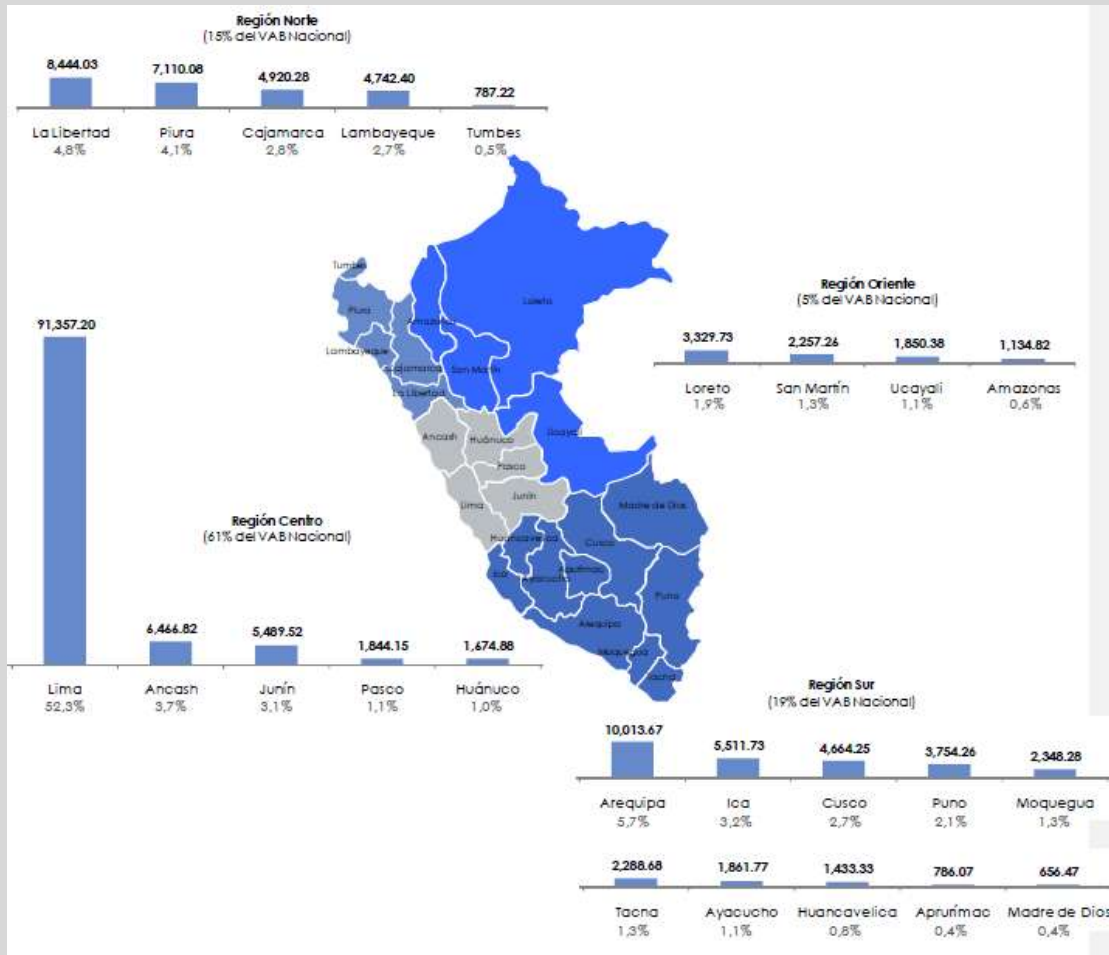 Región Norte
(15% del VAB Nacional)
8,444.03 7,110.08 4,920.28 4,742.40 787.22
La Libertad Piura Cajamarca Lambayeque Tumbes
4,8% 4,1% 2,8% 2,7% 0,5%
Tumbes
Piura
Lambayeque
Cajamarca
Amazonas
San Martín
Loreto
La Libertad
Ancash
Huánuco
Ucayali
Pasco
Junín
Lima
Madre de Dios
Huancavelica
Cusco
Ica
Ayacucho
Apurímac
Puno
Arequipa
Moquegua
Tacna
Región Oriente
(5% del VAB Nacional)
3,329.73 2,257.26 1,850.38 1,134.82
Loreto San Martín Ucayali Amazonas
1,9% 1,3% 1,1% 0,6%
Región Centro
(61% del VAB Nacional)
91,357.20 6,466.82 5,489.52 1,844.15 1,674.88
Lima Ancash Junín Pasco Huánuco
52,3% 3,7% 3,1% 1,1% 1,0%
Región Sur
(19% del VAB Nacional)
10,013.67 5,511.73 4,664.25 3,754.26 2,348.28
Arequipa Ica Cusco Puno Moquegua
5,7% 3,2% 2,7% 2,1% 1,3%
2,288.68 1,861.77 1,433.33 786.07 656.47
Tacna Ayacucho Huancavelica Aprurímac Madre de Dios
1,3% 1,1% 0,8% 0,4% 0,4%